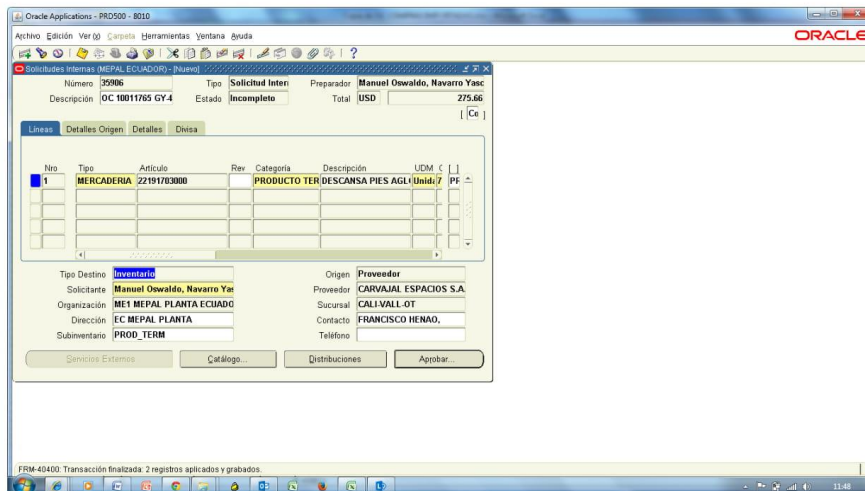 Oracle Applications - PRD500 - 8010
Archivo Edición Ver (X) Carpeta Herramientas Ventana Ayuda
ORACLE
Solicitudes Internas (MEPAL ECUADOR) - [Nuevo]
Número 35906 Tipo Solicitud Inter Preparador Manuel Oswaldo, Navarro Yasc
Descripción OC 10011765 GY-4 Estado Incompleto Total USD 275.66
[ Co ]
Líneas Detalles Origen Detalles Divisa
Nro Tipo Artículo Rev Categoría Descripción UDM C [ ]
1 MERCADERIA 22191703000 PRODUCTO TER DESCANSA PIES AGL Unid 7 PF
Tipo Destino Inventario Origen Proveedor
Solicitante Manuel Oswaldo, Navarro Yas Proveedor CARVAJAL ESPACIOS S.A.
Organización ME1 MEPAL PLANTA ECUADO Sucursal CALI-VALL-OT
Dirección EC MEPAL PLANTA Contacto FRANCISCO HENAO,
Subinventario PROD_TERM Teléfono
Servicios Externos Catálogo... Distribuciones Aprobar...
FRM-40400: Transacción finalizada: 2 registros aplicados y grabados.
11:48